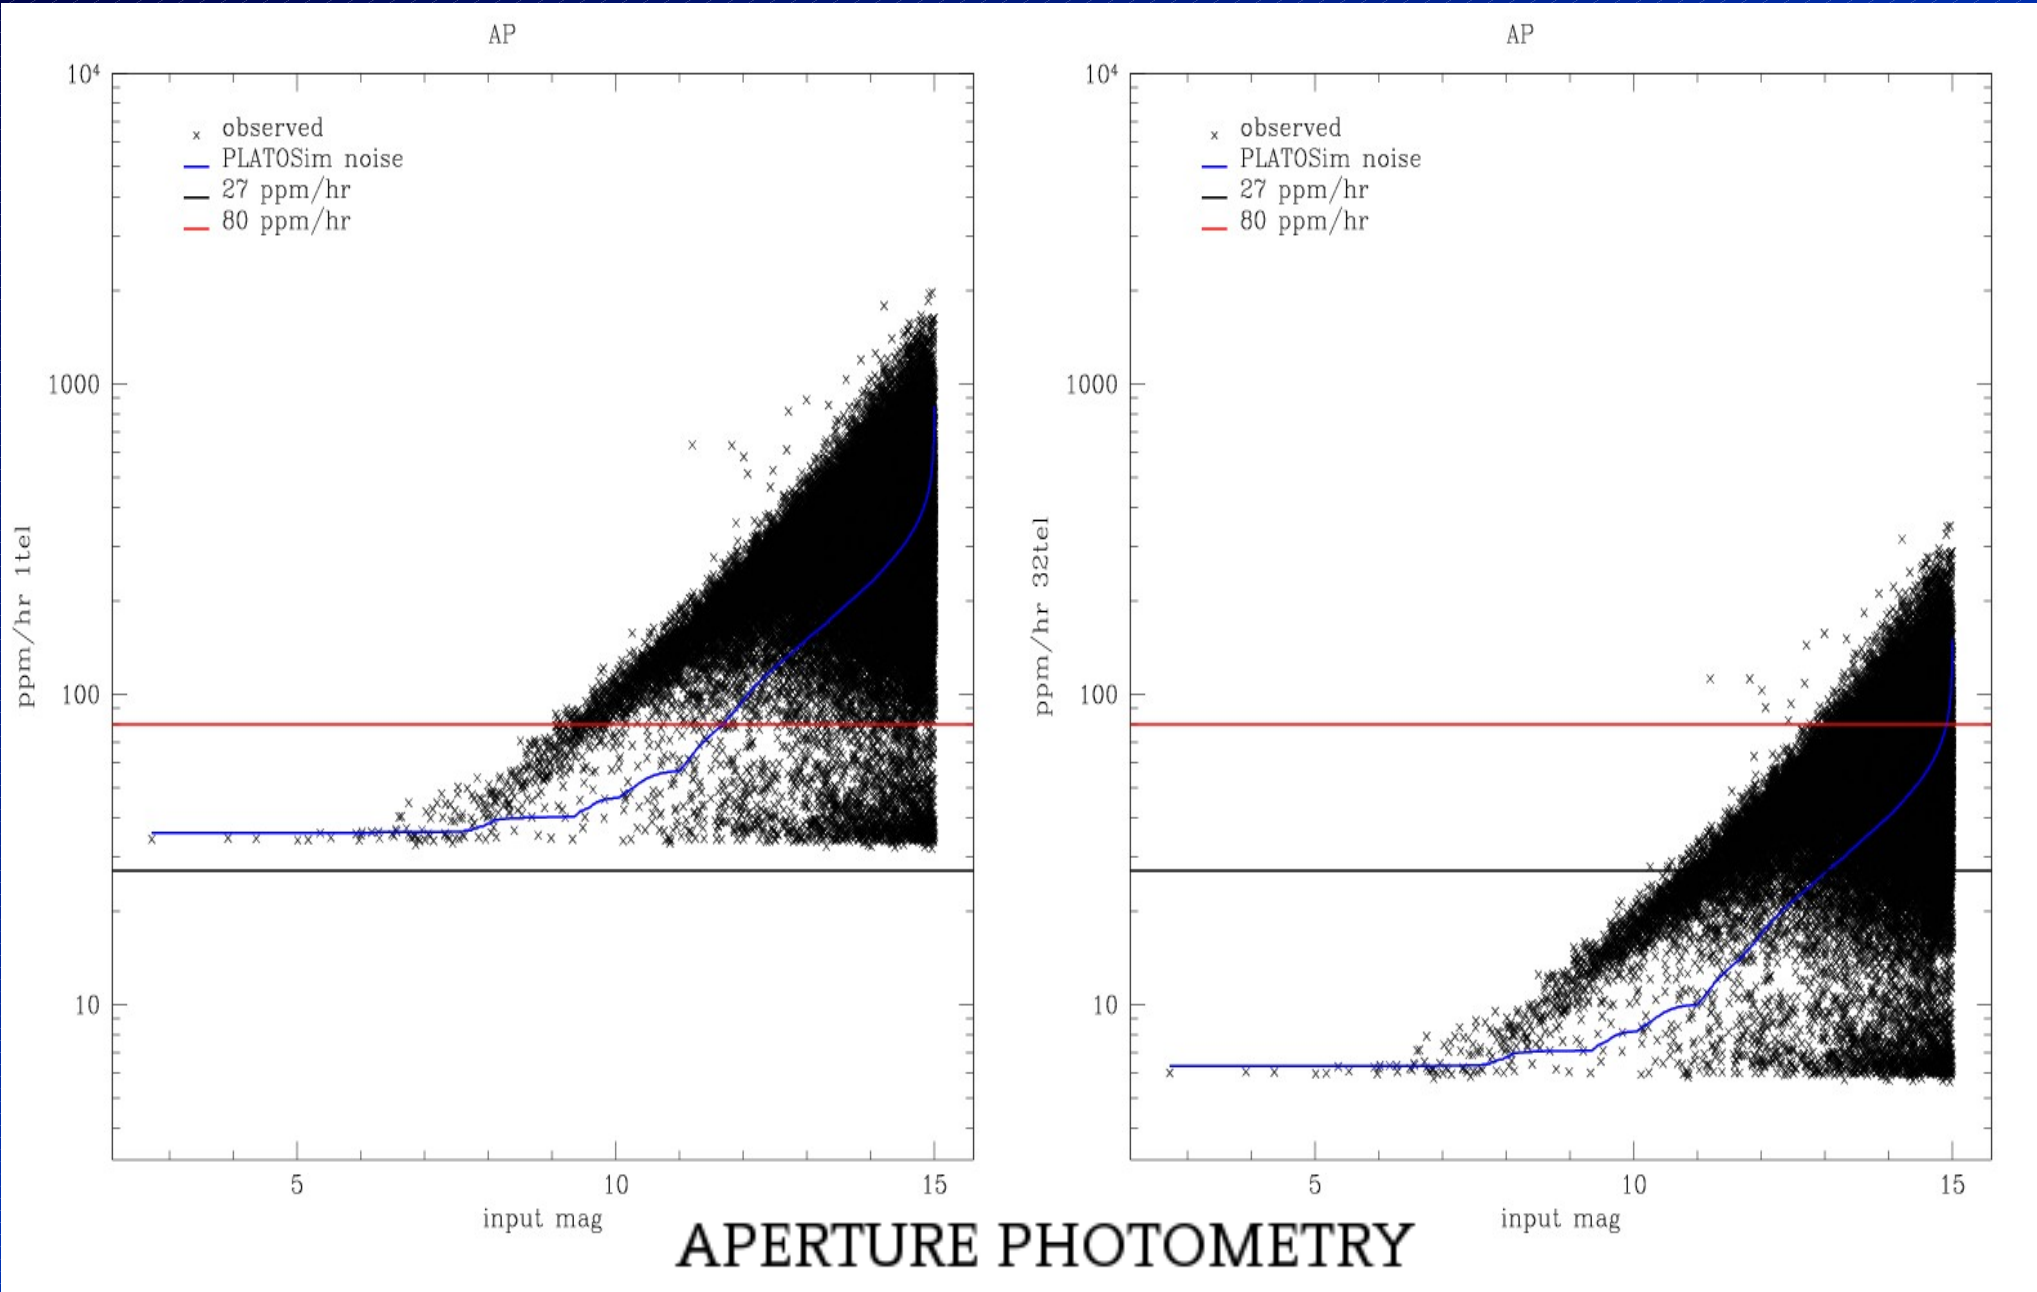 AP
10⁴
1000
100
10
ppm/hr 1tel
x observed
PLATOSim noise
27 ppm/hr
80 ppm/hr
5 10 15
input mag
AP
10⁴
1000
100
10
ppm/hr 32tel
x observed
PLATOSim noise
27 ppm/hr
80 ppm/hr
5 10 15
input mag
APERTURE PHOTOMETRY